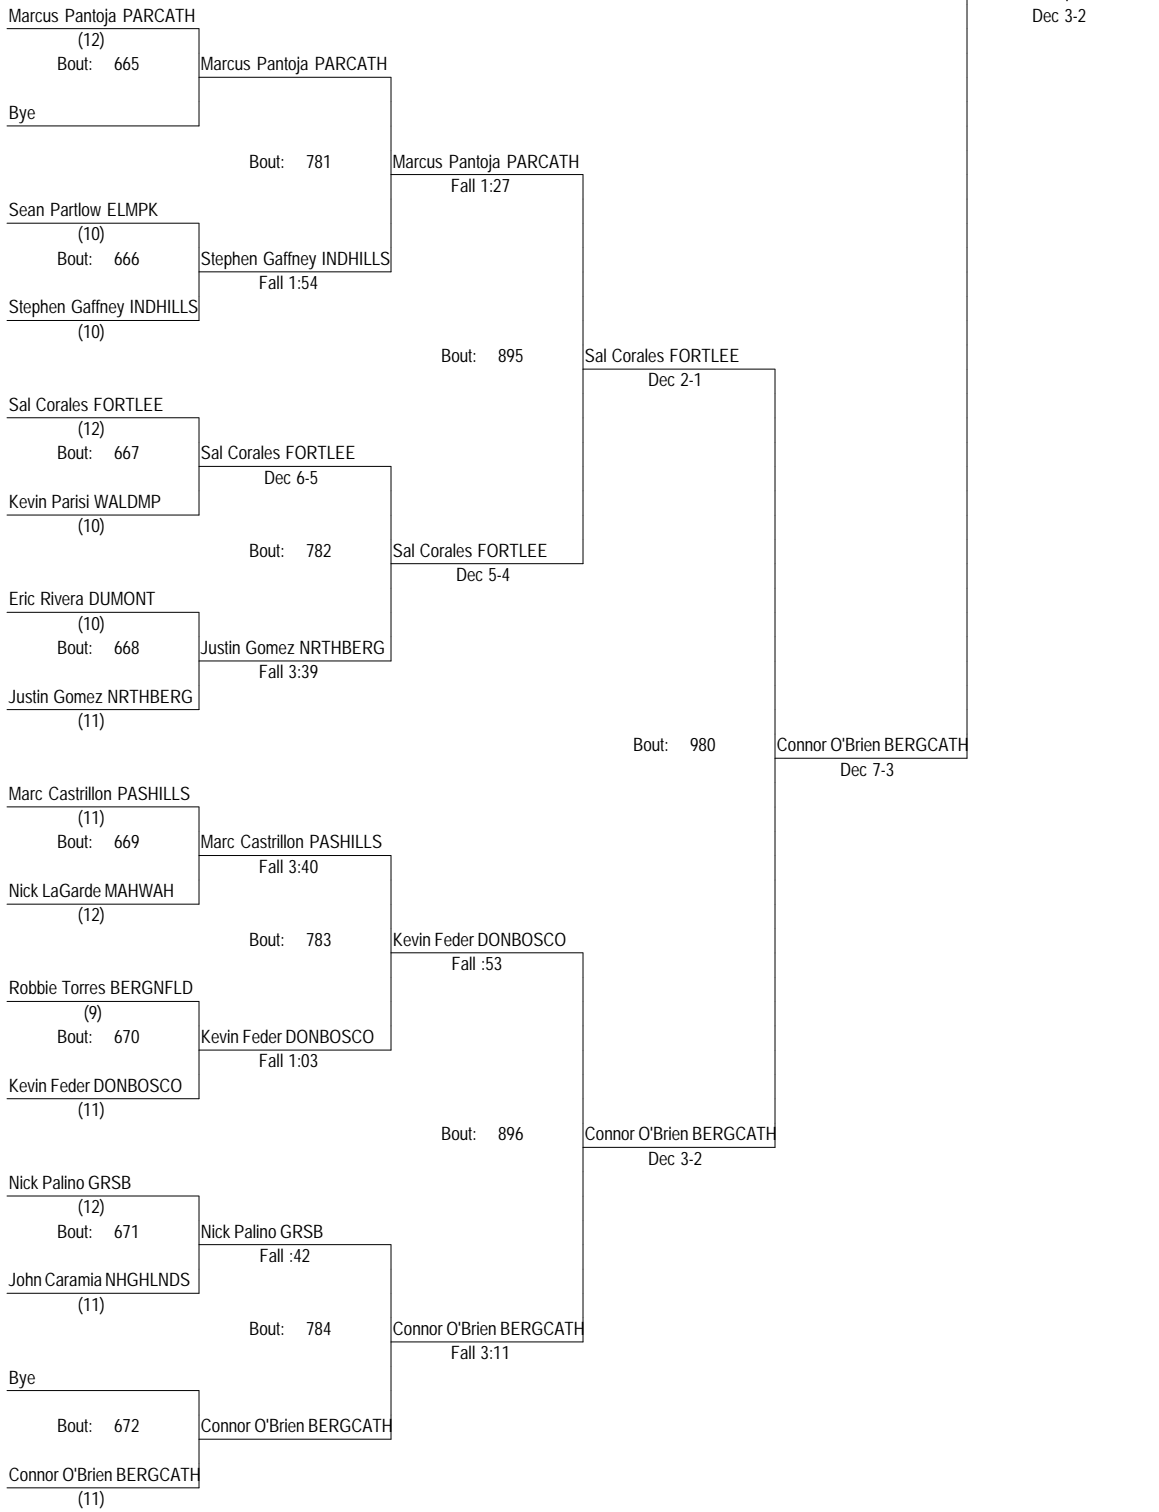 Dec 3-2
Marcus Pantoja PARCATH
(12)
Bout: 665
Marcus Pantoja PARCATH
Bye
Bout: 781
Marcus Pantoja PARCATH
Fall 1:27
Sean Partlow ELMPK
(10)
Bout: 666
Stephen Gaffney INDHILLS
Fall 1:54
Stephen Gaffney INDHILLS
(10)
Bout: 895
Sal Corales FORTLEE
Dec 2-1
Sal Corales FORTLEE
(12)
Bout: 667
Sal Corales FORTLEE
Dec 6-5
Kevin Parisi WALDMP
(10)
Bout: 782
Sal Corales FORTLEE
Dec 5-4
Eric Rivera DUMONT
(10)
Bout: 668
Justin Gomez NRTHBERG
Fall 3:39
Justin Gomez NRTHBERG
(11)
Bout: 980
Connor O'Brien BERGCATH
Dec 7-3
Marc Castrillon PASHILLS
(11)
Bout: 669
Marc Castrillon PASHILLS
Fall 3:40
Nick LaGarde MAHWAH
(12)
Bout: 783
Kevin Feder DONBOSCO
Fall :53
Robbie Torres BERGNFLD
(9)
Bout: 670
Kevin Feder DONBOSCO
Fall 1:03
Kevin Feder DONBOSCO
(11)
Bout: 896
Connor O'Brien BERGCATH
Dec 3-2
Nick Palino GRSB
(12)
Bout: 671
Nick Palino GRSB
Fall :42
John Caramia NHGHLNDS
(11)
Bout: 784
Connor O'Brien BERGCATH
Fall 3:11
Bye
Bout: 672
Connor O'Brien BERGCATH
Connor O'Brien BERGCATH
(11)